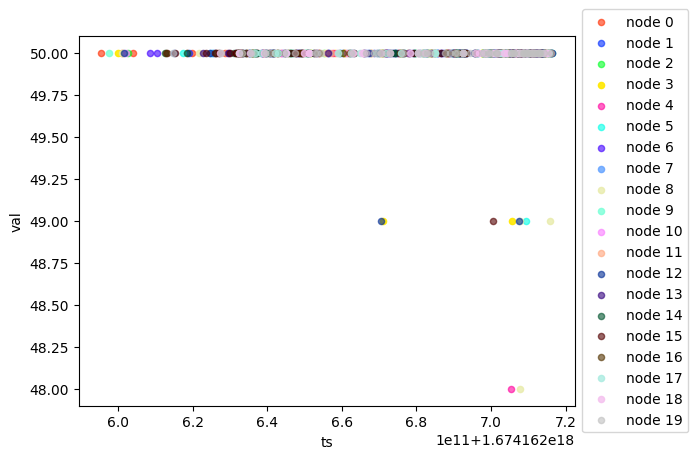 50.00
49.75
49.50
49.25
49.00
48.75
48.50
48.25
48.00
val
6.0 6.2 6.4 6.6 6.8 7.0 7.2
ts
1e11+1.674162e18
node 0
node 1
node 2
node 3
node 4
node 5
node 6
node 7
node 8
node 9
node 10
node 11
node 12
node 13
node 14
node 15
node 16
node 17
node 18
node 19